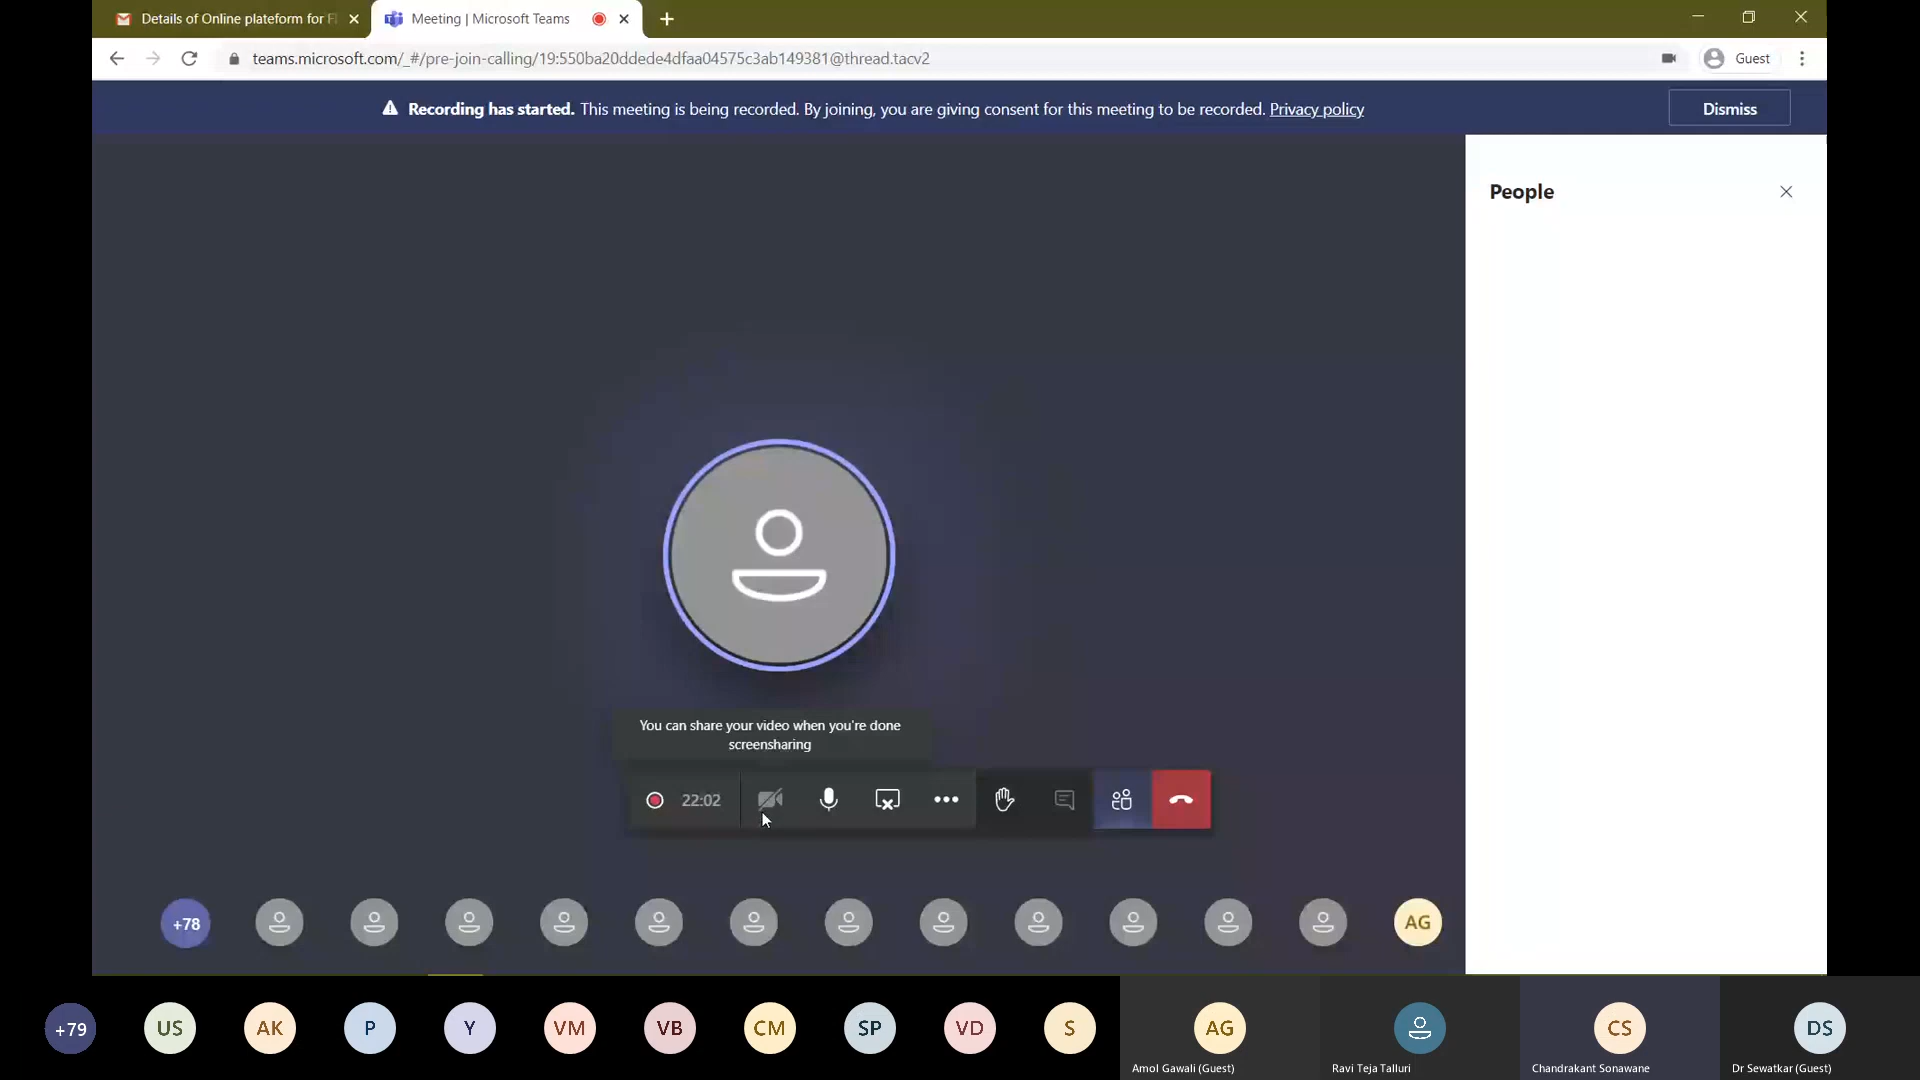 Details of Online plateform for F
Meeting | Microsoft Teams
teams.microsoft.com/_#/pre-join-calling/19:550ba20ddede4dfaa04575c3ab149381@thread.tacv2
Guest
Recording has started. This meeting is being recorded. By joining, you are giving consent for this meeting to be recorded. Privacy policy
Dismiss
People
You can share your video when you're done
screensharing
22:02
+78
AG
+79
US
AK
P
Y
VM
VB
CM
SP
VD
S
AG
CS
DS
Amol Gawali (Guest)
Ravi Teja Talluri
Chandrakant Sonawane
Dr Sewatkar (Guest)